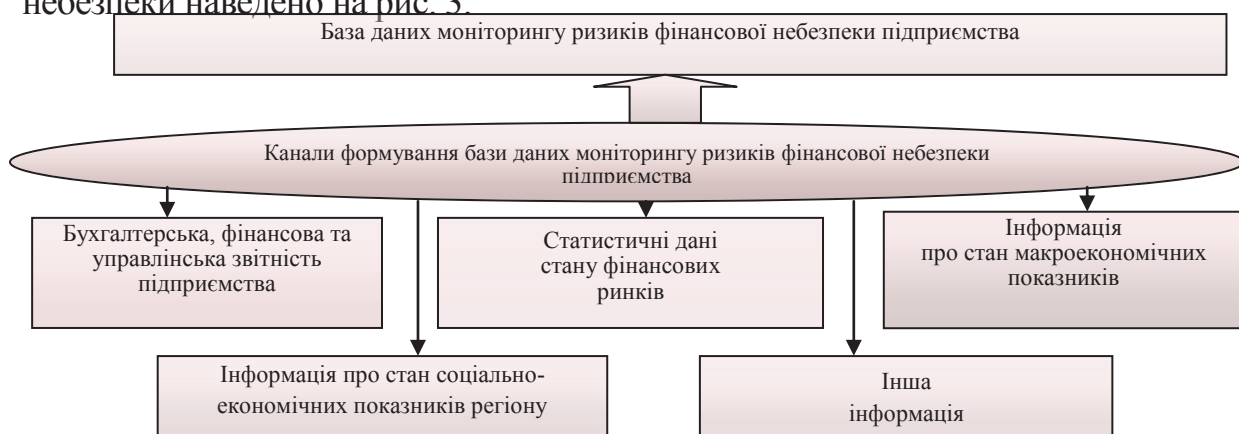 небезпеки наведено на рис. 3.
База даних моніторингу ризиків фінансової небезпеки підприємства
Канали формування бази даних моніторингу ризиків фінансової небезпеки
підприємства
Бухгалтерська, фінансова та
управлінська звітність
підприємства
Статистичні дані
стану фінансових
ринків
Інформація
про стан макроекономічних
показників
Інформація про стан соціально-
економічних показників регіону
Інша
інформація